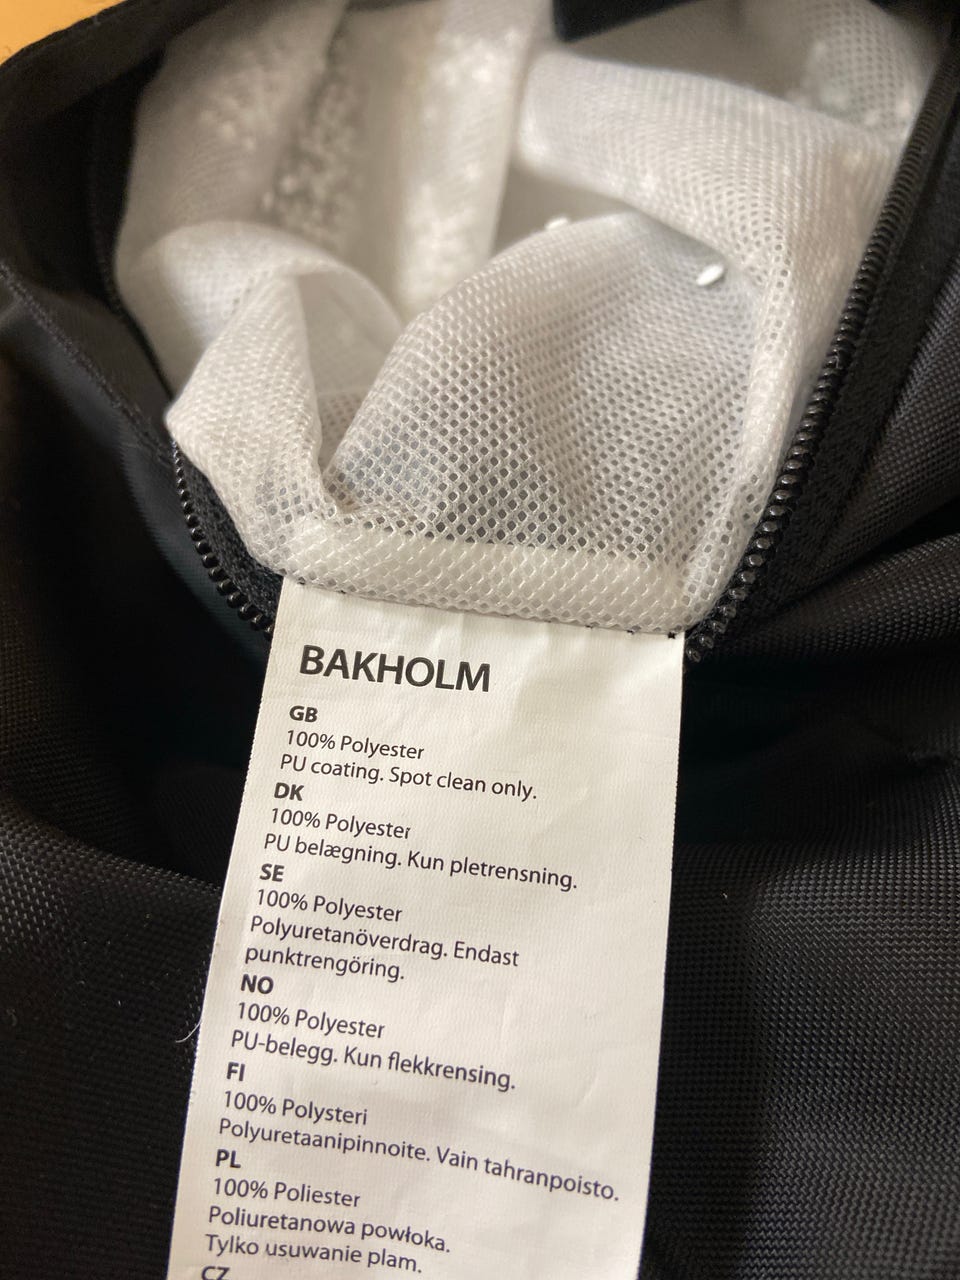 BAKHOLM
GB
100% Polyester
PU coating. Spot clean only.
DK
100% Polyester
PU belægning. Kun pletrensning.
SE
100% Polyester
Polyuretanöverdrag. Endast
punktrengöring.
NO
100% Polyester
PU-belegg. Kun flekkrensing.
FI
100% Polysteri
Polyuretaanipinnoite. Vain tahranpoisto.
PL
100% Poliester
Poliuretanowa powłoka.
Tylko usuwanie plam.
CZ